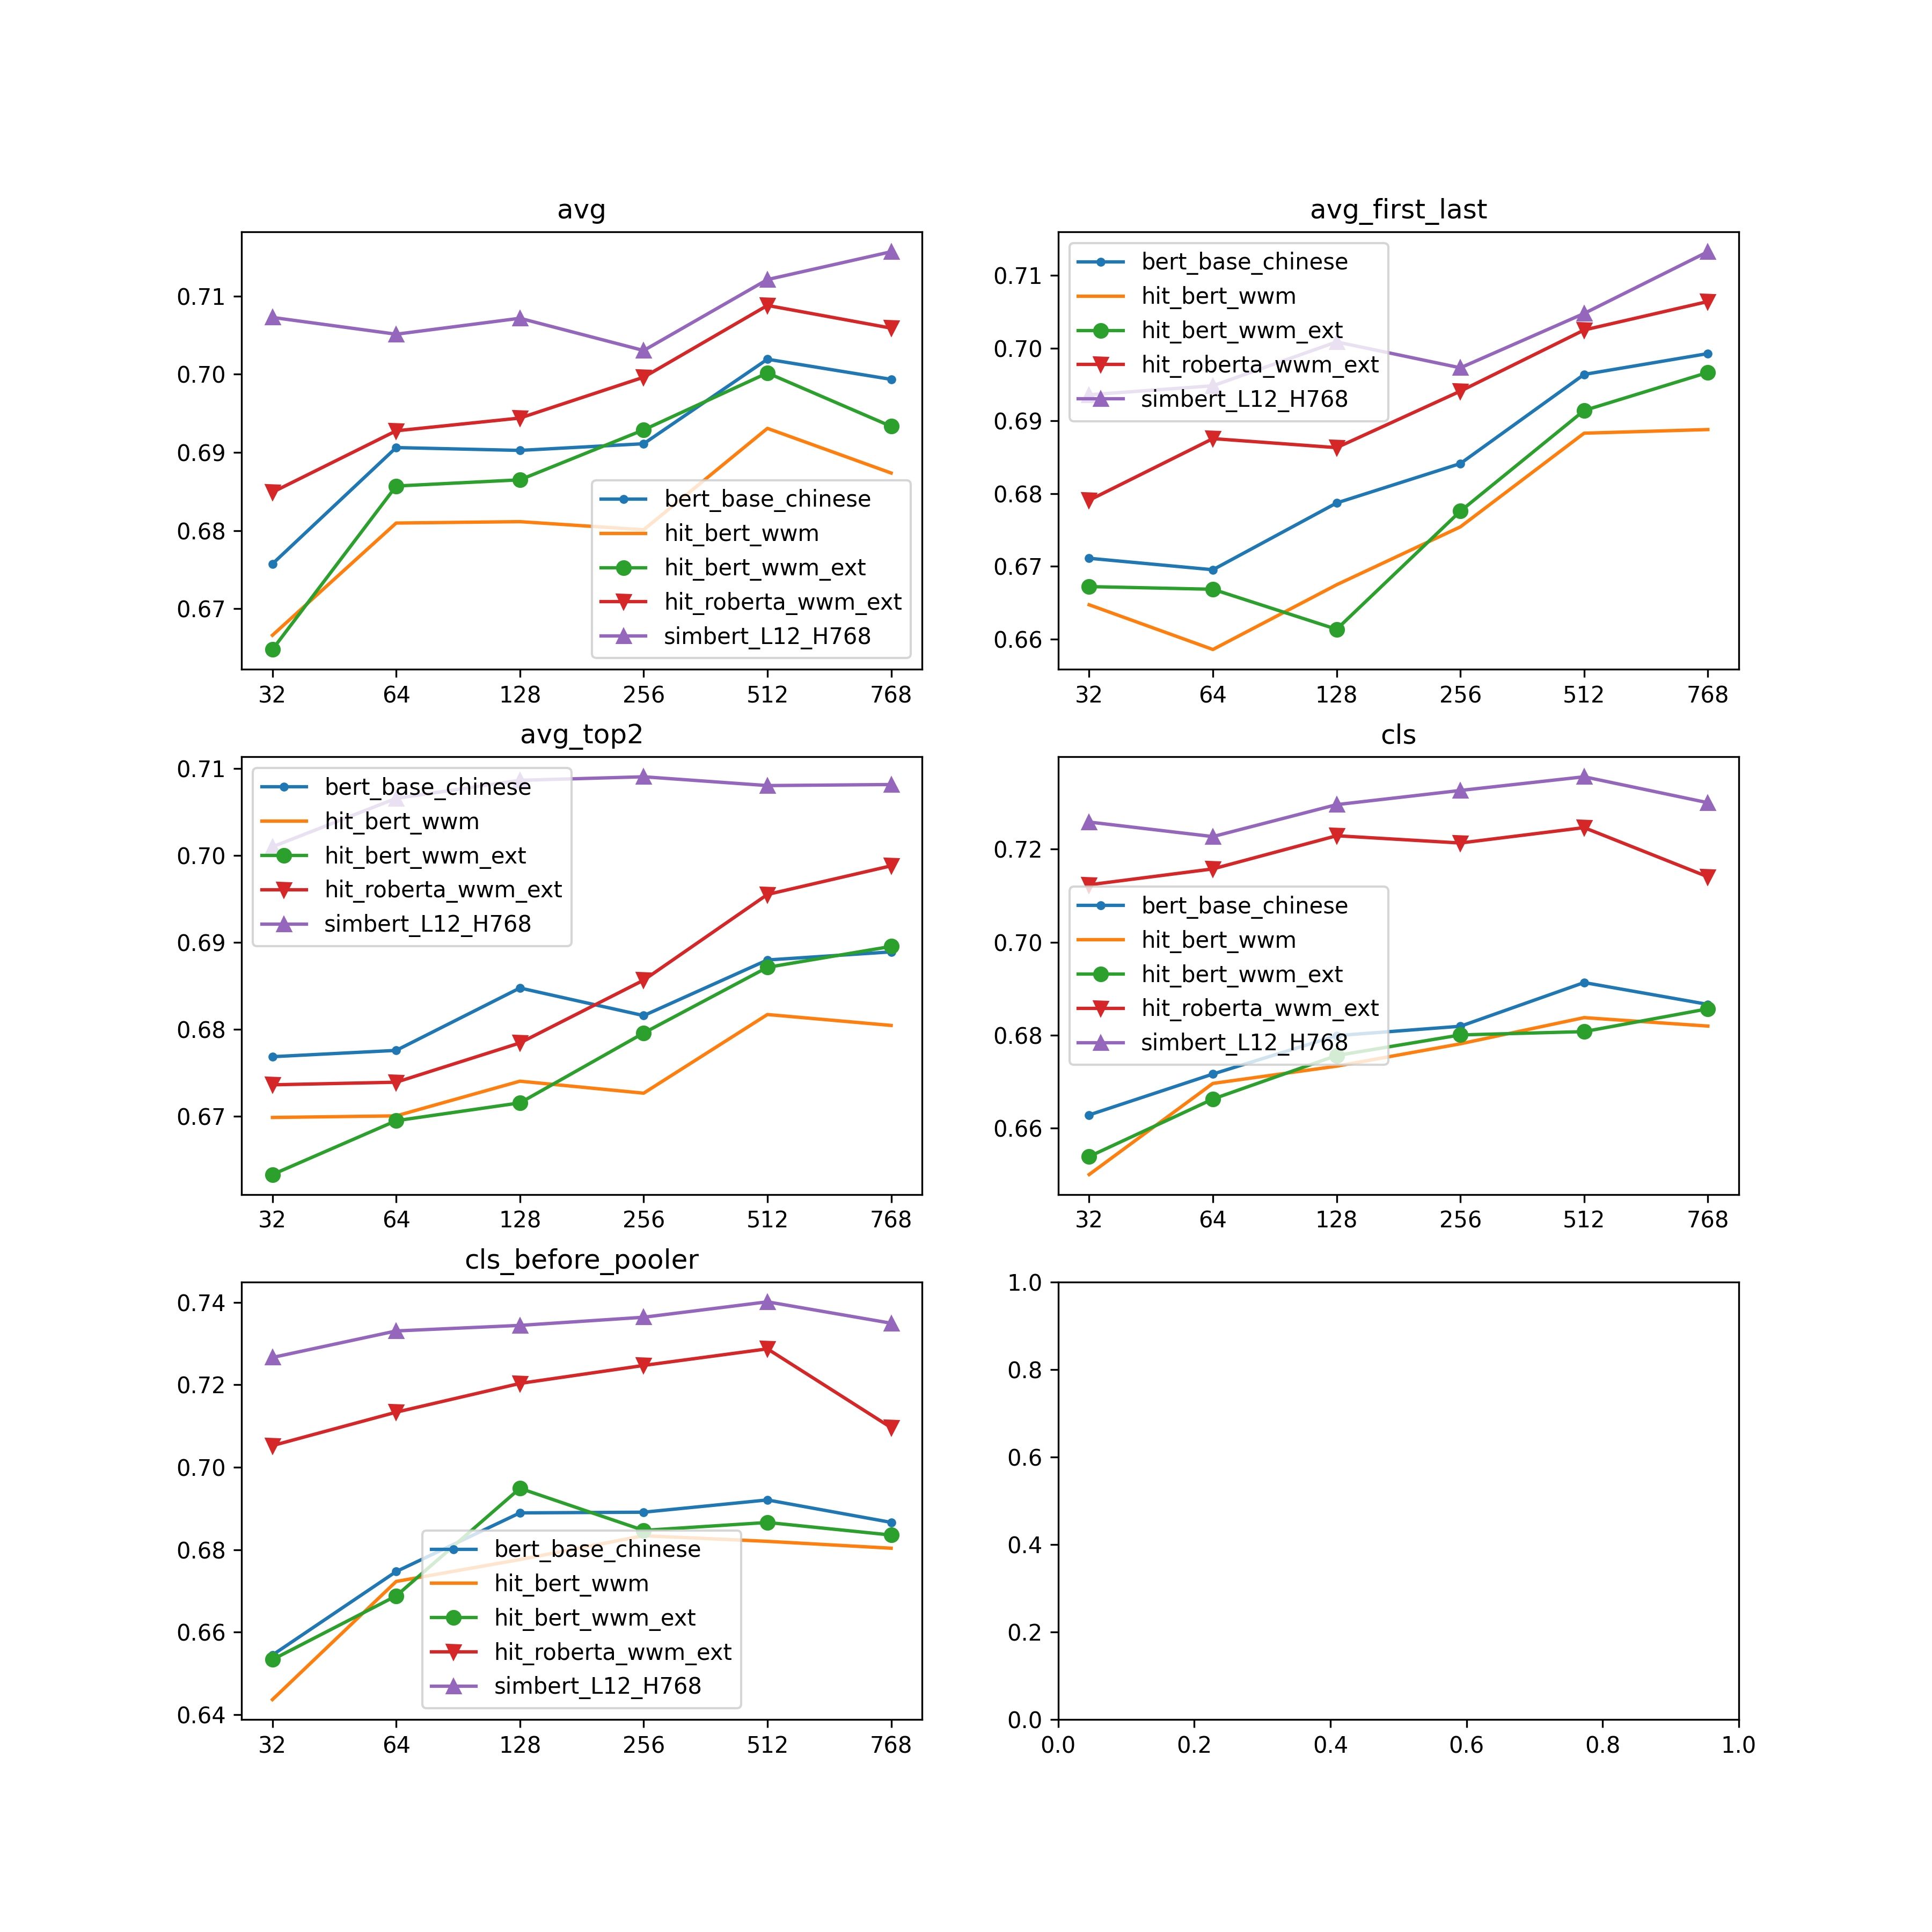 avg
0.71
0.70
0.69
0.68
0.67
bert_base_chinese
hit_bert_wwm
hit_bert_wwm_ext
hit_roberta_wwm_ext
simbert_L12_H768
32 64 128 256 512 768
avg_first_last
0.71
0.70
0.69
0.68
0.67
0.66
bert_base_chinese
hit_bert_wwm
hit_bert_wwm_ext
hit_roberta_wwm_ext
simbert_L12_H768
32 64 128 256 512 768
avg_top2
0.71
0.70
0.69
0.68
0.67
bert_base_chinese
hit_bert_wwm
hit_bert_wwm_ext
hit_roberta_wwm_ext
simbert_L12_H768
32 64 128 256 512 768
cls
0.72
0.70
0.68
0.66
bert_base_chinese
hit_bert_wwm
hit_bert_wwm_ext
hit_roberta_wwm_ext
simbert_L12_H768
32 64 128 256 512 768
cls_before_pooler
0.74
0.72
0.70
0.68
0.66
0.64
bert_base_chinese
hit_bert_wwm
hit_bert_wwm_ext
hit_roberta_wwm_ext
simbert_L12_H768
32 64 128 256 512 768
1.0
0.8
0.6
0.4
0.2
0.0
0.0 0.2 0.4 0.6 0.8 1.0